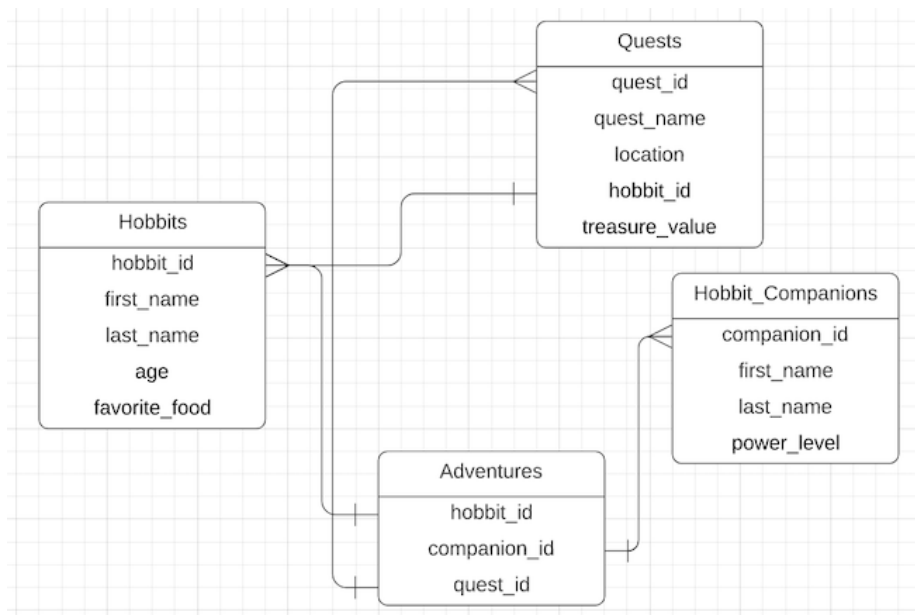 Quests
quest_id
quest_name
location
hobbit_id
treasure_value
Hobbits
hobbit_id
first_name
last_name
age
favorite_food
Hobbit_Companions
companion_id
first_name
last_name
power_level
Adventures
hobbit_id
companion_id
quest_id